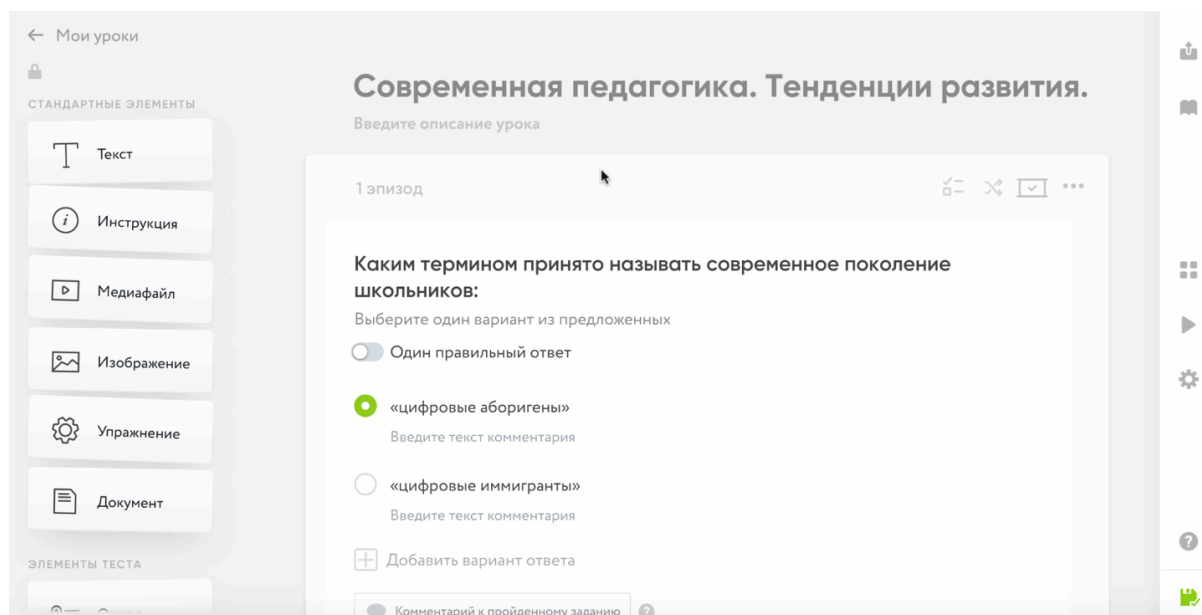 Мои уроки
СТАНДАРТНЫЕ ЭЛЕМЕНТЫ
Текст
Инструкция
Медиафайл
Изображение
Упражнение
Документ
ЭЛЕМЕНТЫ ТЕСТА
Современная педагогика. Тенденции развития.
Введите описание урока
1 эпизод
Каким термином принято называть современное поколение
школьников:
Выберите один вариант из предложенных
Один правильный ответ
«цифровые аборигены»
Введите текст комментария
«цифровые иммигранты»
Введите текст комментария
Добавить вариант ответа
Комментарий к пройденному заданию